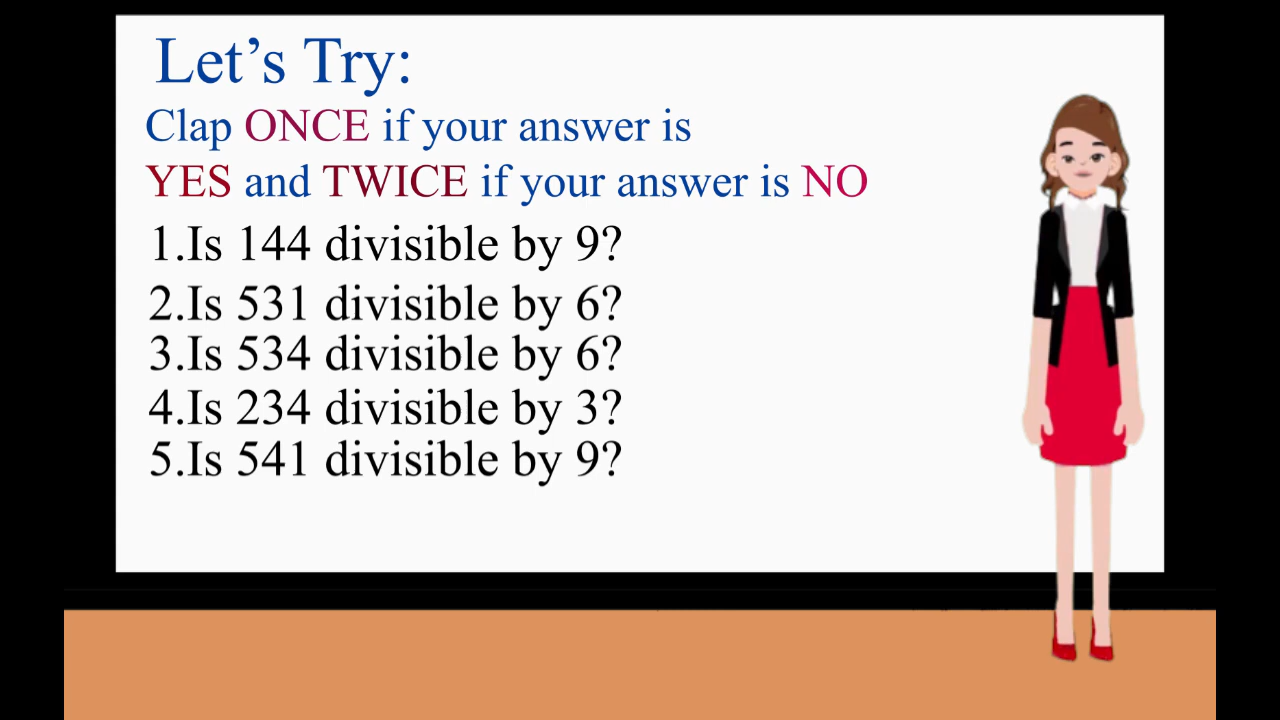 Let’s Try:
Clap ONCE if your answer is
YES and TWICE if your answer is NO
1.Is 144 divisible by 9?
2.Is 531 divisible by 6?
3.Is 534 divisible by 6?
4.Is 234 divisible by 3?
5.Is 541 divisible by 9?